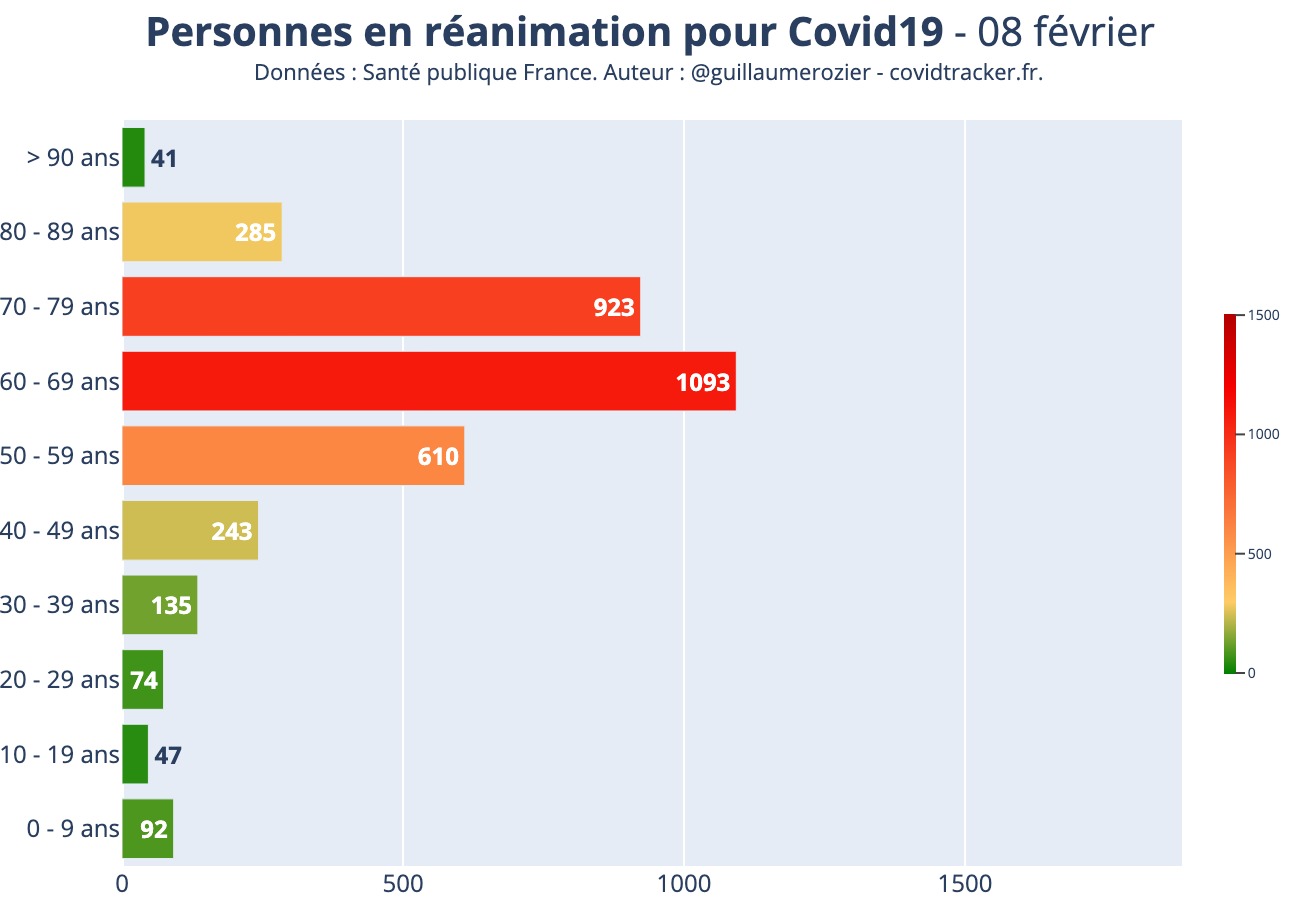 Personnes en réanimation pour Covid19 - 08 février
Données : Santé publique France. Auteur : @guillaumerozier - covidtracker.fr.
> 90 ans 41
80 - 89 ans 285
70 - 79 ans 923
60 - 69 ans 1093
50 - 59 ans 610
40 - 49 ans 243
30 - 39 ans 135
20 - 29 ans 74
10 - 19 ans 47
0 - 9 ans 92
0 500 1000 1500
1500
1000
500
0